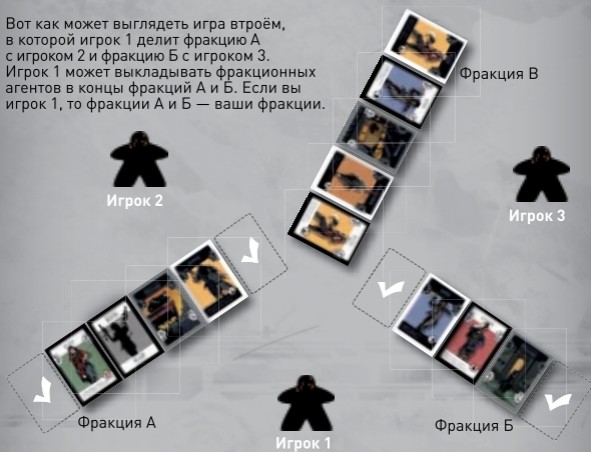 Вот как может выглядеть игра втроём,
в которой игрок 1 делит фракцию А
с игроком 2 и фракцию Б с игроком 3.
Игрок 1 может выкладывать фракционных
агентов в концы фракций А и Б. Если вы
игрок 1, то фракции А и Б — ваши фракции.
Фракция В
Игрок 2
Игрок 3
Фракция А
Игрок 1
Фракция Б